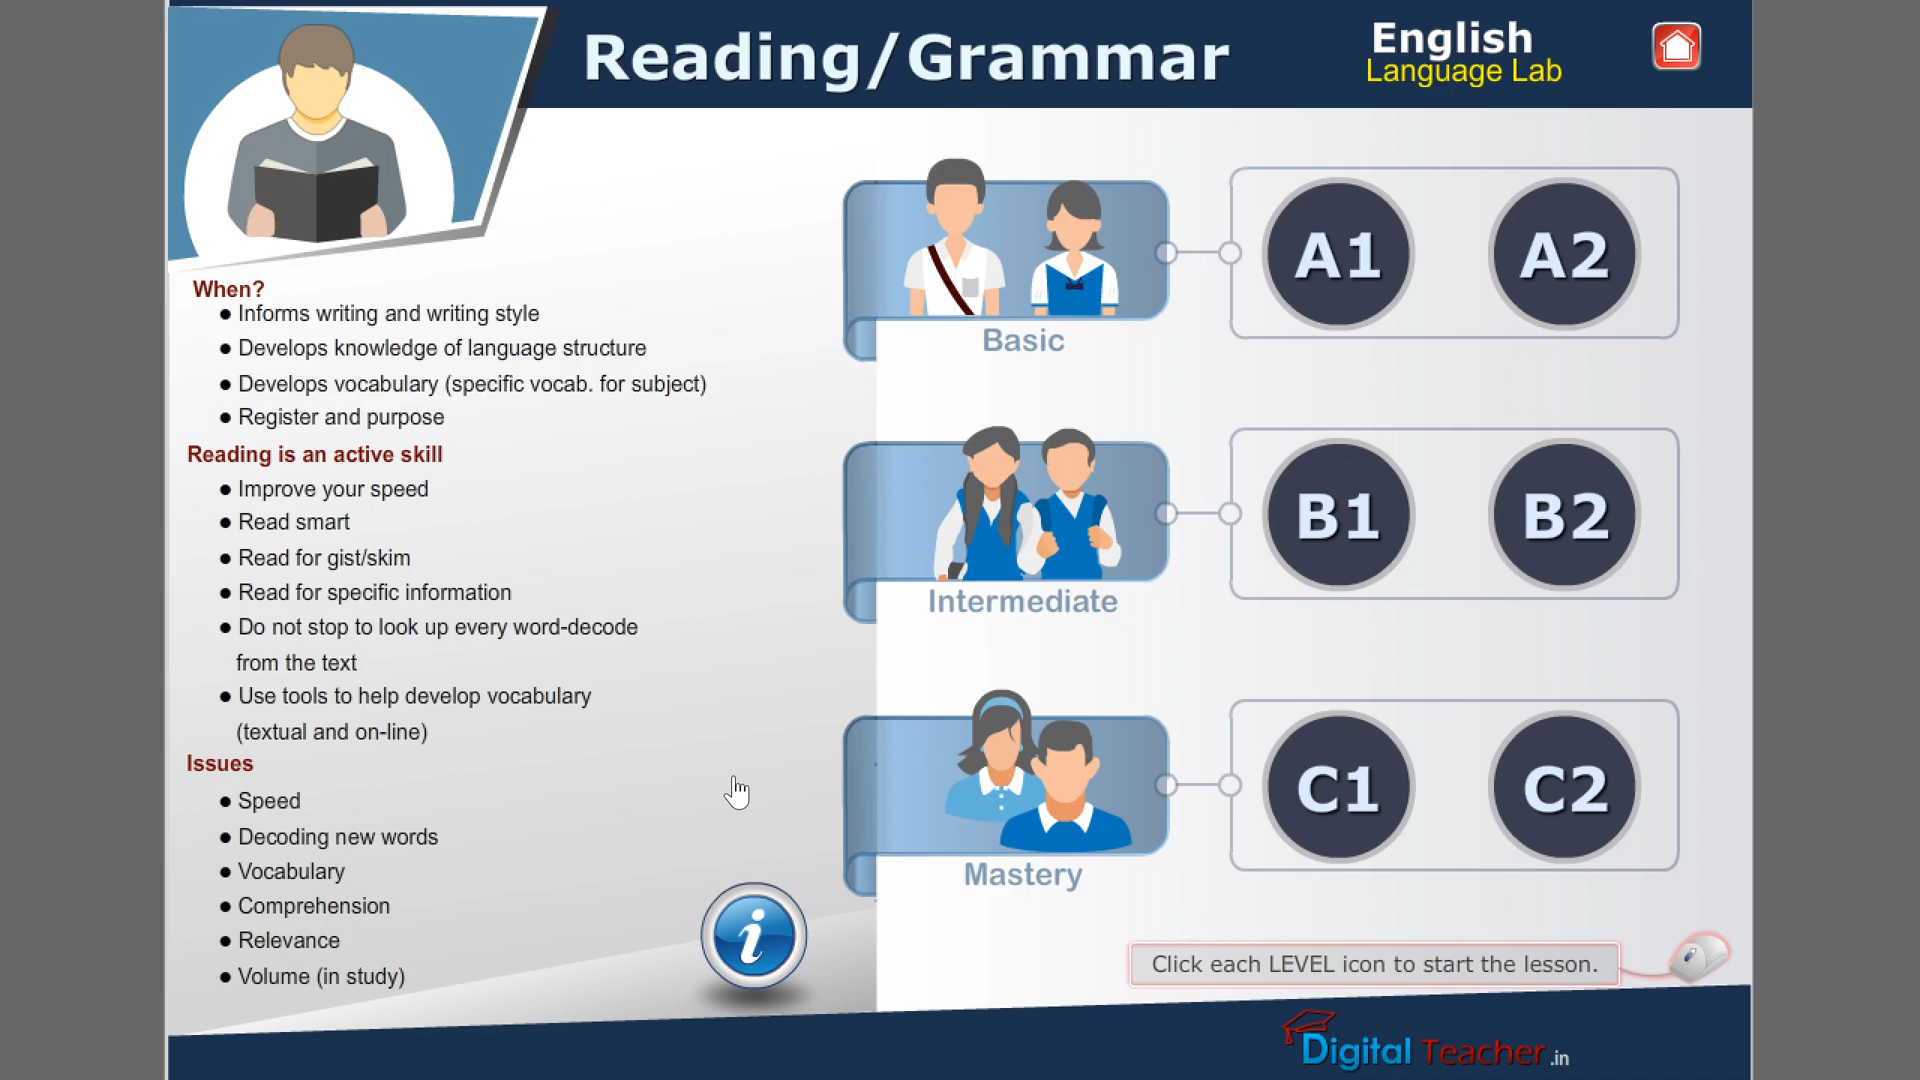 Reading/Grammar
English
Language Lab
When?
● Informs writing and writing style
● Develops knowledge of language structure
● Develops vocabulary (specific vocab. for subject)
● Register and purpose
Reading is an active skill
● Improve your speed
● Read smart
● Read for gist/skim
● Read for specific information
● Do not stop to look up every word-decode
from the text
● Use tools to help develop vocabulary
(textual and on-line)
Issues
● Speed
● Decoding new words
● Vocabulary
● Comprehension
● Relevance
● Volume (in study)
i
Basic
A1 A2
Intermediate
B1 B2
Mastery
C1 C2
Click each LEVEL icon to start the lesson.
Digital Teacher.in